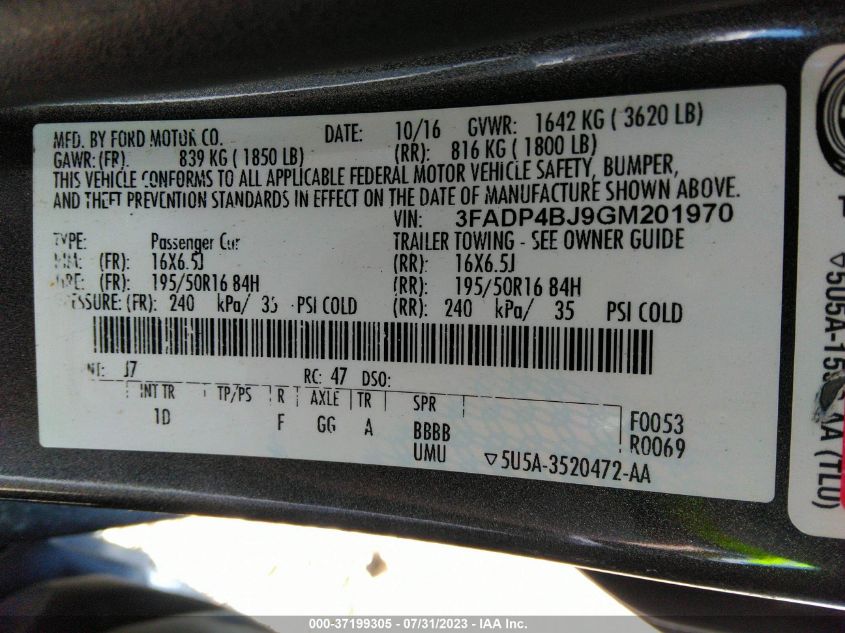 MFD. BY FORD MOTOR CO. DATE: 10/16 GVWR: 1642 KG ( 3620 LB)
GAWR: (FR) 839 KG ( 1850 LB) (RR): 816 KG ( 1800 LB)
THIS VEHICLE CONFORMS TO ALL APPLICABLE FEDERAL MOTOR VEHICLE SAFETY, BUMPER,
AND THEFT PREVENTION STANDARDS IN EFFECT ON THE DATE OF MANUFACTURE SHOWN ABOVE.
VIN: 3FADP4BJ9GM201970
TYPE: Passenger Car TRAILER TOWING - SEE OWNER GUIDE
(FR): 16X6.5J (RR): 16X6.5J
(FR): 195/50R16 84H (RR): 195/50R16 84H
(FR): 240 kPa/ 35 PSI COLD (RR): 240 kPa/ 35 PSI COLD
J7 RC: 47 DSO:
INT TR TP/PS R AXLE TR SPR
1D F GG A BBBB
UMU
F0053
R0069
▽5U5A-3520472-AA
(TLU)
000-37199305 - 07/31/2023 - IAA Inc.